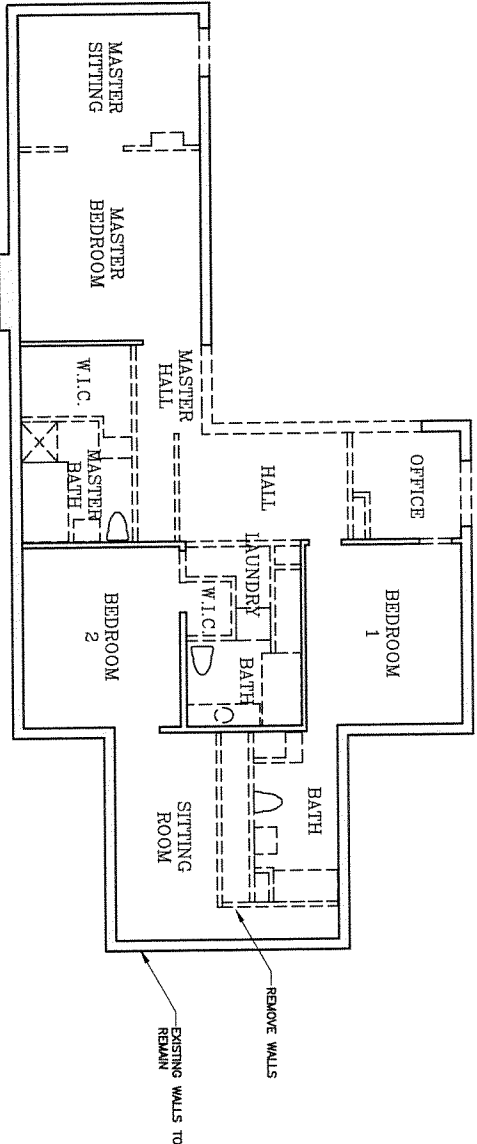 MASTER
SITTING
MASTER
BEDROOM
MASTER
HALL
W.I.C.
MASTER
BATH
HALL
OFFICE
LAUNDRY
W.I.C.
BATH
BEDROOM
1
BEDROOM
2
BATH
SITTING
ROOM
REMOVE WALLS
EXISTING WALLS TO
REMAIN